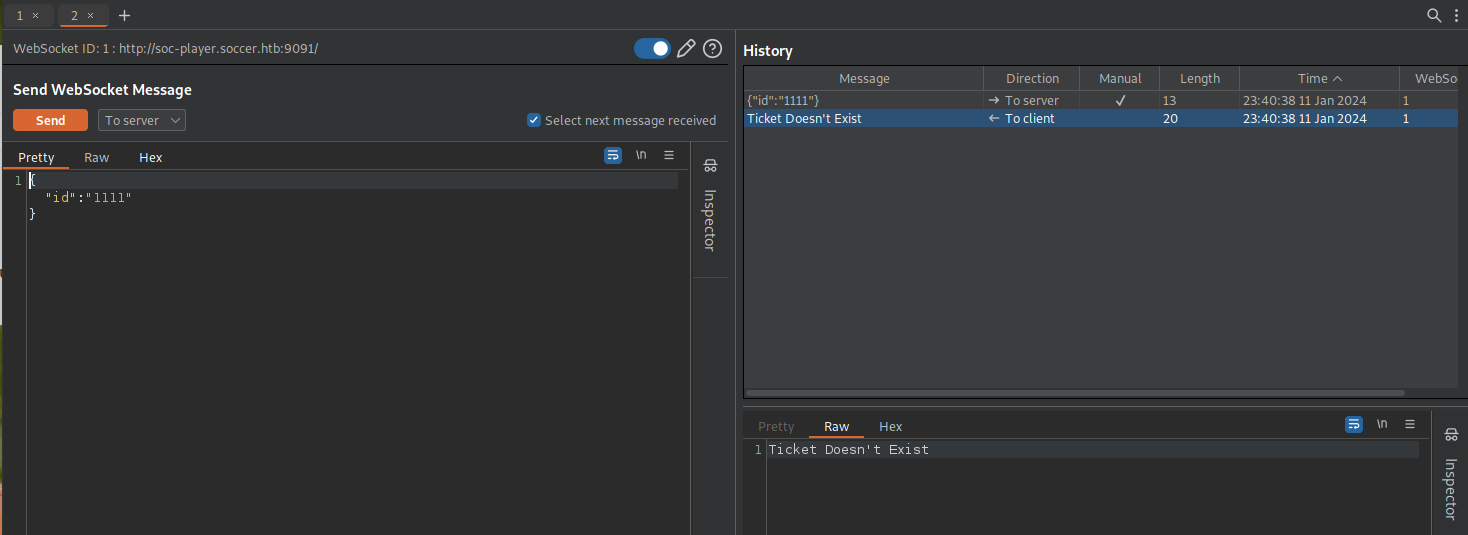 1 × 2 × +
WebSocket ID: 1 : http://soc-player.soccer.htb:9091/
Send WebSocket Message
Send To server Select next message received
Pretty Raw Hex \n
1 {
"id":"1111"
}
Inspector
History
Message Direction Manual Length Time WebSo
{"id":"1111"} → To server ✓ 13 23:40:38 11 Jan 2024 1
Ticket Doesn't Exist ← To client 20 23:40:38 11 Jan 2024 1
Pretty Raw Hex \n
1 Ticket Doesn't Exist
Inspector